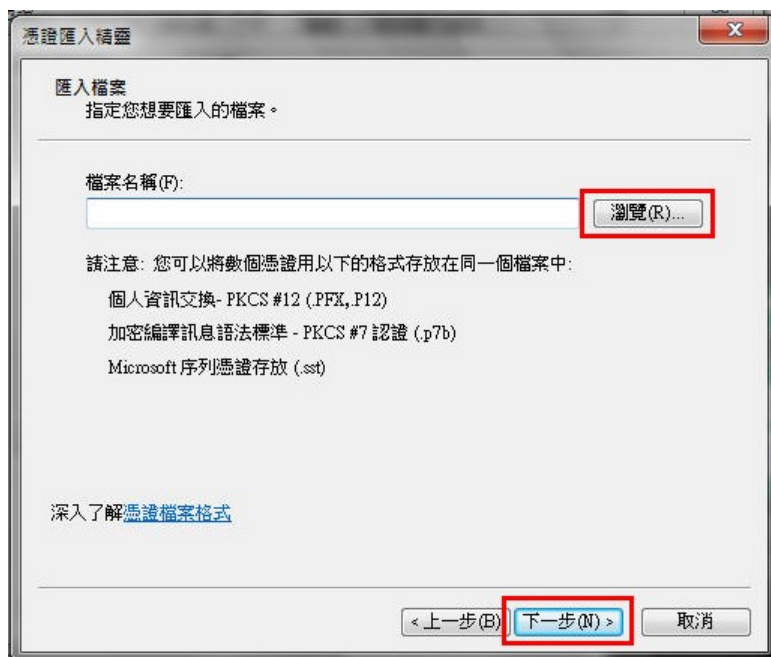 憑證匯入精靈
匯入檔案
指定您想要匯入的檔案。
檔案名稱(F):
瀏覽(R)...
請注意: 您可以將數個憑證用以下的格式存放在同一個檔案中:
個人資訊交換- PKCS #12 (.PFX,.P12)
加密編譯訊息語法標準 - PKCS #7 認證 (.p7b)
Microsoft 序列憑證存放 (.sst)
深入了解憑證檔案格式
<上一步(B)
下一步(N) >
取消